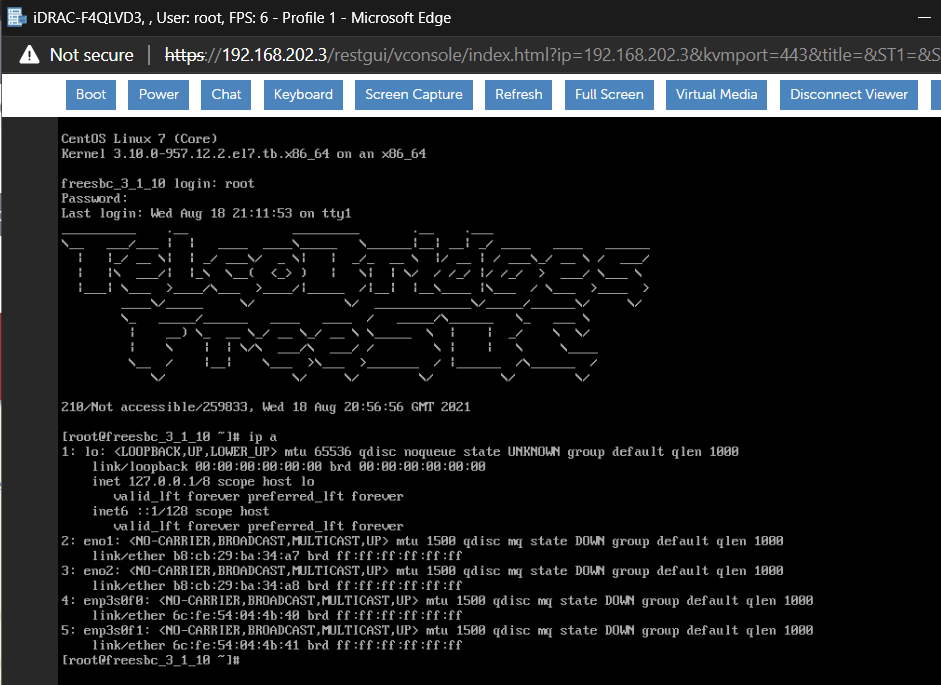 iDRAC-F4QLVD3, , User: root, FPS: 6 - Profile 1 - Microsoft Edge
Not secure | https://192.168.202.3/restgui/vconsole/index.html?ip=192.168.202.3&kvmport=443&title=&ST1=&S
Boot Power Chat Keyboard Screen Capture Refresh Full Screen Virtual Media Disconnect Viewer
CentOS Linux 7 (Core)
Kernel 3.10.0-957.12.2.el7.tb.x86_64 on an x86_64
freesbc_3_1_10 login: root
Password:
Last login: Wed Aug 18 21:11:53 on tty1
TelcoBridges
FreeSBC
210/Not accessible/259833, Wed 18 Aug 20:56:56 GMT 2021
[root@freesbc_3_1_10 ~]# ip a
1: lo: <LOOPBACK,UP,LOWER_UP> mtu 65536 qdisc noqueue state UNKNOWN group default qlen 1000
link/loopback 00:00:00:00:00:00 brd 00:00:00:00:00:00
inet 127.0.0.1/8 scope host lo
valid_lft forever preferred_lft forever
inet6 ::1/128 scope host
valid_lft forever preferred_lft forever
2: eno1: <NO-CARRIER,BROADCAST,MULTICAST,UP> mtu 1500 qdisc mq state DOWN group default qlen 1000
link/ether b8:cb:29:ba:34:a7 brd ff:ff:ff:ff:ff:ff
3: eno2: <NO-CARRIER,BROADCAST,MULTICAST,UP> mtu 1500 qdisc mq state DOWN group default qlen 1000
link/ether b8:cb:29:ba:34:a8 brd ff:ff:ff:ff:ff:ff
4: enp3s0f0: <NO-CARRIER,BROADCAST,MULTICAST,UP> mtu 1500 qdisc mq state DOWN group default qlen 1000
link/ether 6c:fe:54:04:4b:40 brd ff:ff:ff:ff:ff:ff
5: enp3s0f1: <NO-CARRIER,BROADCAST,MULTICAST,UP> mtu 1500 qdisc mq state DOWN group default qlen 1000
link/ether 6c:fe:54:04:4b:41 brd ff:ff:ff:ff:ff:ff
[root@freesbc_3_1_10 ~]#